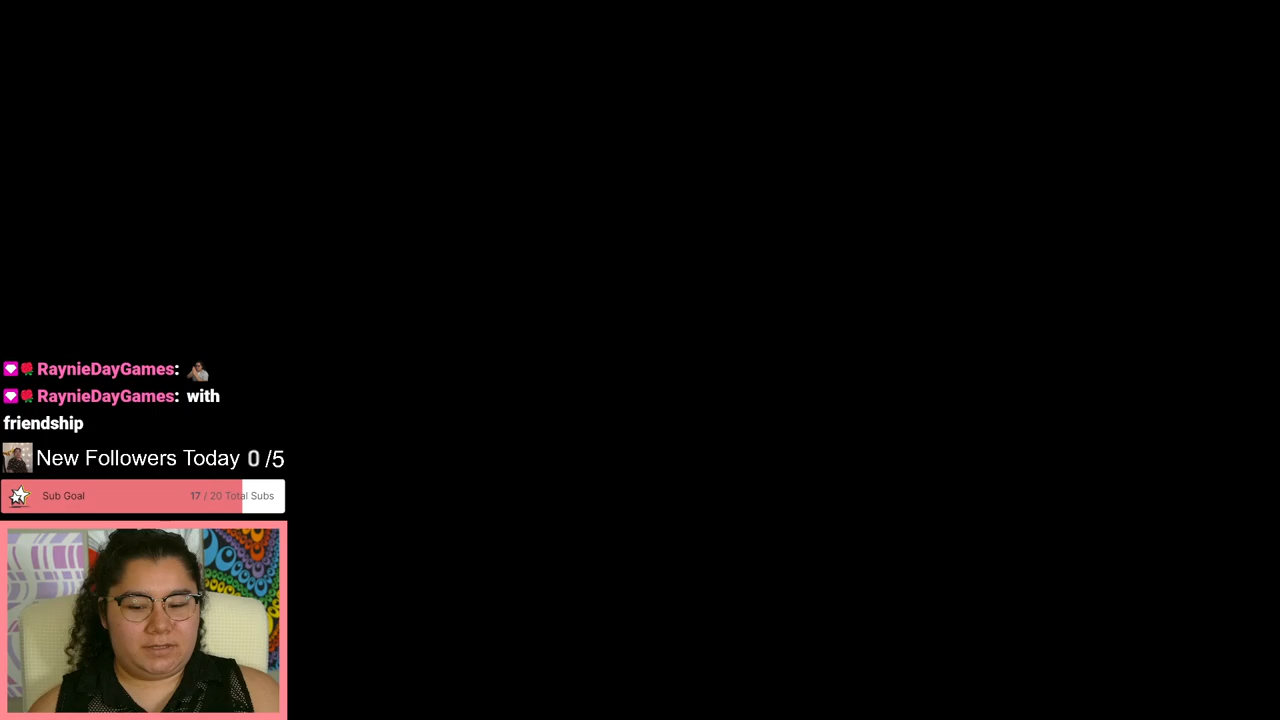 RaynieDayGames:
RaynieDayGames: with
friendship
New Followers Today 0 /5
Sub Goal 17 / 20 Total Subs